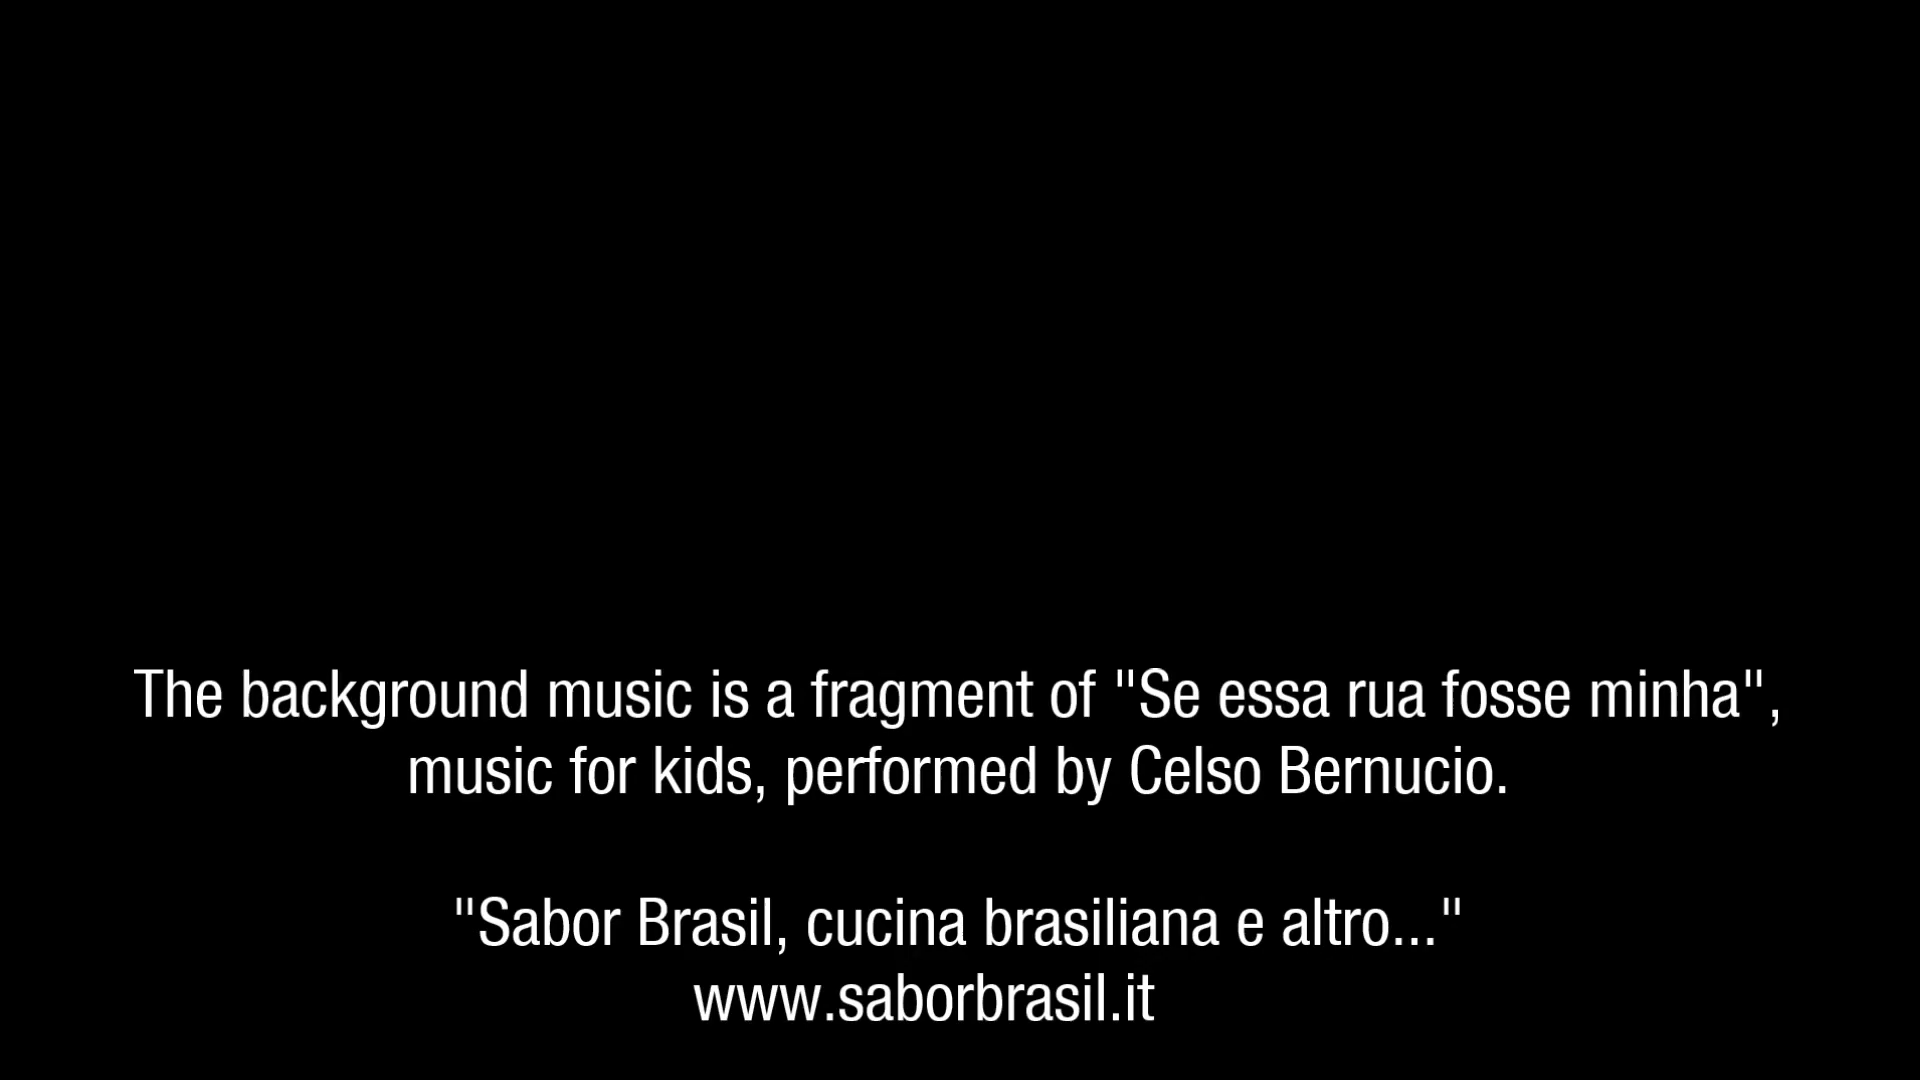 The background music is a fragment of "Se essa rua fosse minha",
music for kids, performed by Celso Bernucio.
"Sabor Brasil, cucina brasiliana e altro..."
www.saborbrasil.it